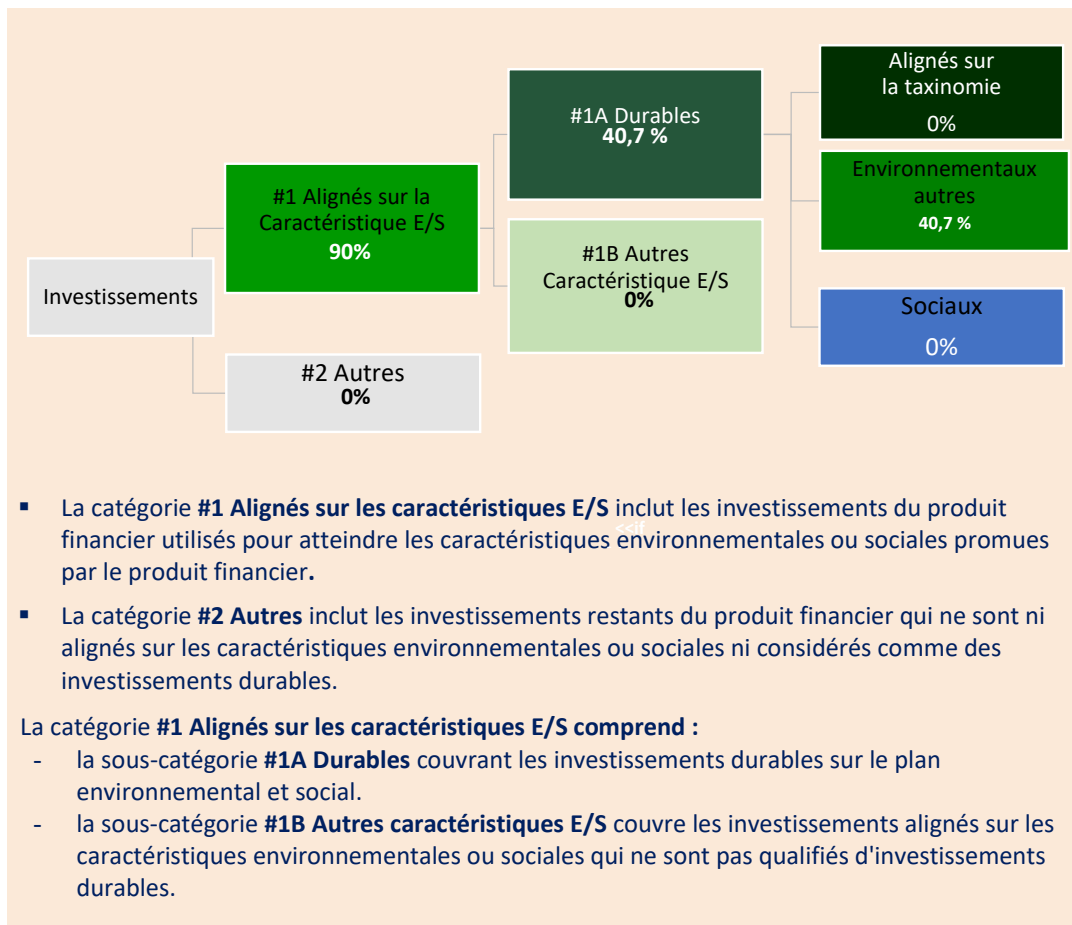 Investissements
#1 Alignés sur la
Caractéristique E/S
90%
#2 Autres
0%
#1A Durables
40,7 %
#1B Autres
Caractéristique E/S
0%
Alignés sur
la taxinomie
0%
Environnementaux
autres
40,7 %
Sociaux
0%
▪ La catégorie #1 Alignés sur les caractéristiques E/S inclut les investissements du produit
<<if
financier utilisés pour atteindre les caractéristiques environnementales ou sociales promues
par le produit financier.
▪ La catégorie #2 Autres inclut les investissements restants du produit financier qui ne sont ni
alignés sur les caractéristiques environnementales ou sociales ni considérés comme des
investissements durables.
La catégorie #1 Alignés sur les caractéristiques E/S comprend :
- la sous-catégorie #1A Durables couvrant les investissements durables sur le plan
environnemental et social.
- la sous-catégorie #1B Autres caractéristiques E/S couvre les investissements alignés sur les
caractéristiques environnementales ou sociales qui ne sont pas qualifiés d'investissements
durables.